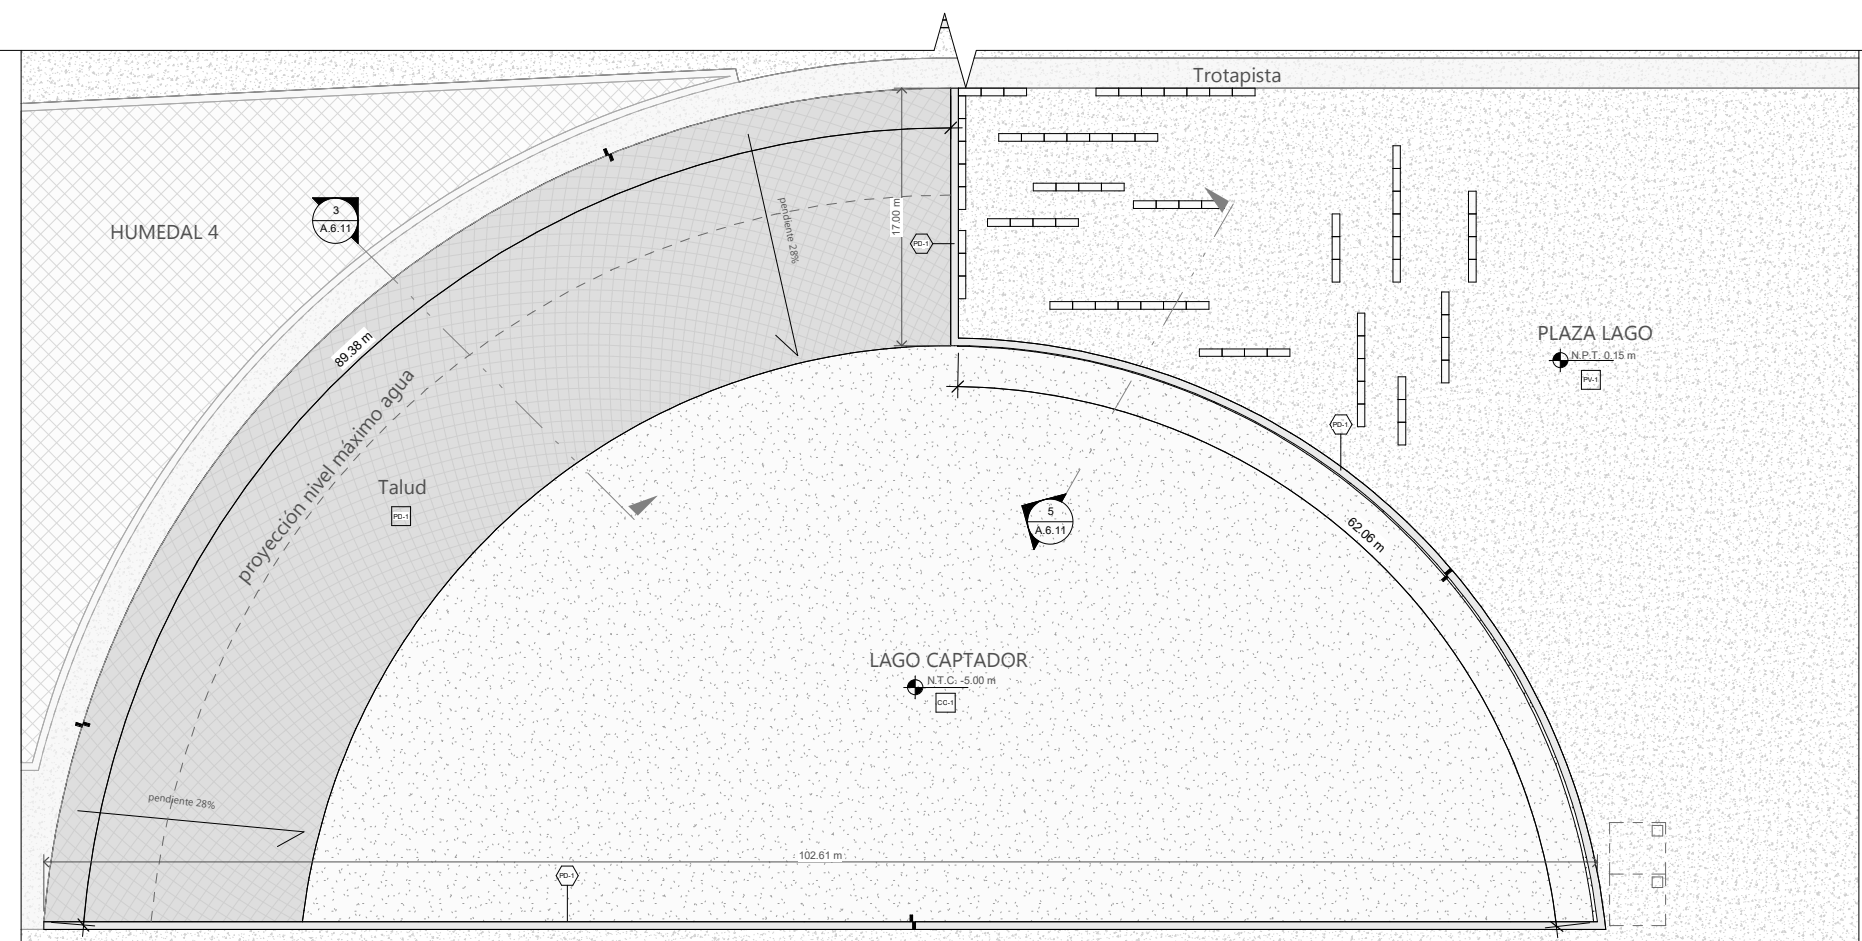 Trotapista
HUMEDAL 4
3
A.6.11
17.00 m
pendiente 28%
PD-1
PLAZA LAGO
N.P.T. 0.15 m
PV-1
89.38 m
proyección nivel máximo agua
PD-1
Talud
PD-1
5
A.6.11
62.06 m
LAGO CAPTADOR
N.T.C. -5.00 m
CC-1
pendiente 28%
102.61 m
PD-1